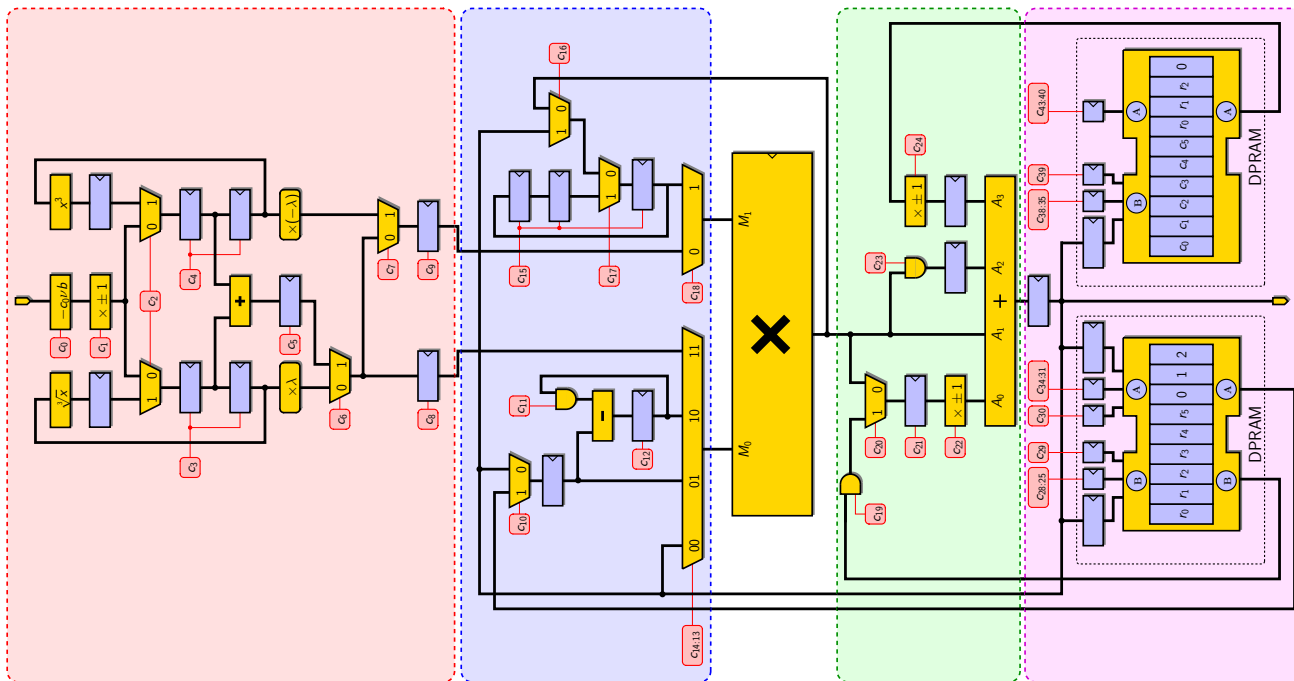 x³
∛x
× ± 1
c₀
c₁
1 0
c₂
0 1
c₃
c₄
+
c₅
×(−λ)
×λ
0 1
c₆
0 1
c₇
c₈
c₉
1 0
c₁₀
c₁₁
−
c₁₂
00 01 10 11
c₁₄:₁₃
c₁₅
1 0
c₁₆
1 0
c₁₇
0 1
c₁₈
M₀
M₁
×
c₁₉
1 0
c₂₀
c₂₁
× ± 1
c₂₂
c₂₃
× ± 1
c₂₄
A₀ A₁ A₂ A₃
+
c₂₈:₂₅
c₂₉
c₃₀
c₃₄:₃₁
B A
r₀ r₁ r₂ r₃ r₄ r₅ 0 1 2
B A
DPRAM
c₃₈:₃₅
c₃₉
c₄₃:₄₀
B A
c₀ c₁ c₂ c₃ c₄ c₅ r₀ r₁ r₂ 0
A
DPRAM